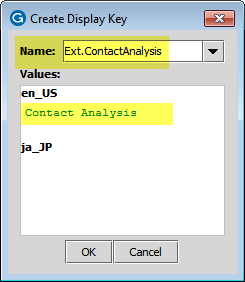 Create Display Key
Name: Ext.ContactAnalysis
Values:
en_US
Contact Analysis
ja_JP
OK Cancel